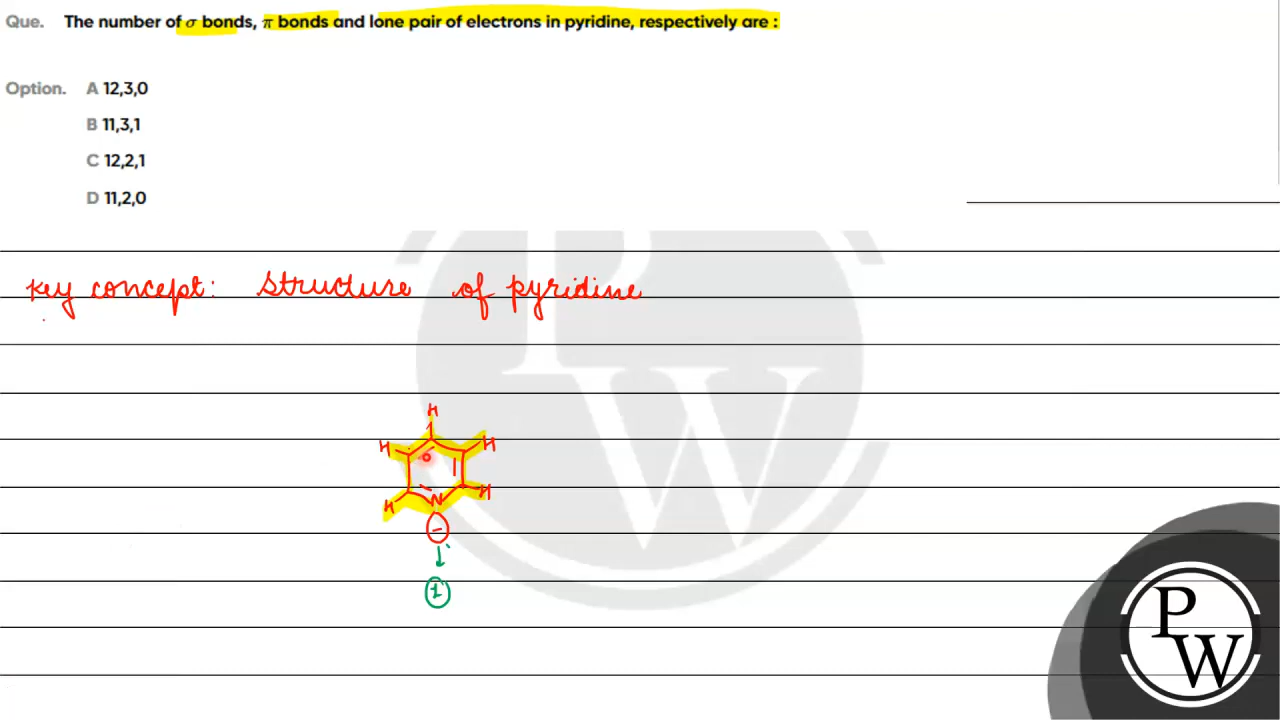 Que. The number of σ bonds, π bonds and lone pair of electrons in pyridine, respectively are :
Option. A 12,3,0
B 11,3,1
C 12,2,1
D 11,2,0
Key concept: structure of pyridine
H
H H
H N H
1
P W
P W